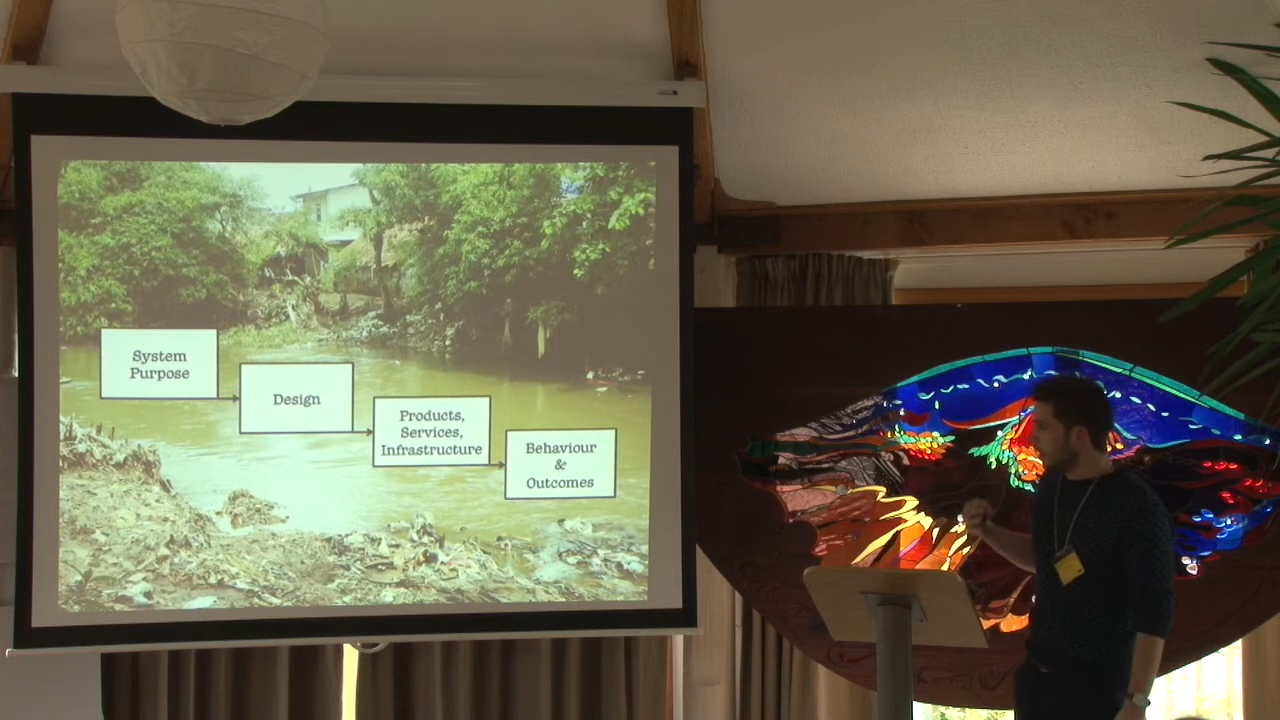 System
Purpose
Design
Products,
Services,
Infrastructure
Behaviour
&
Outcomes